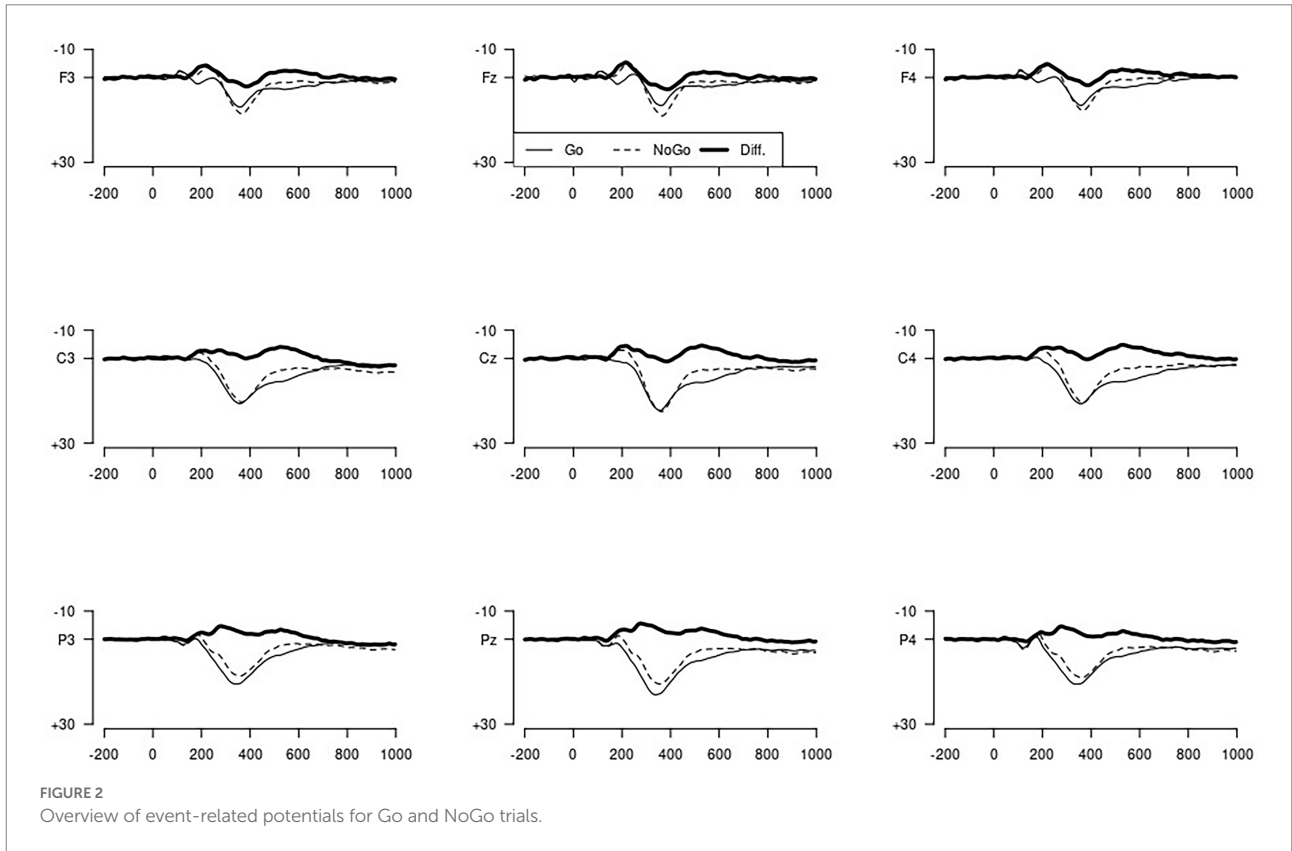 -10 -10 -10
F3 Fz F4
+30 +30 +30
Go NoGo Diff.
-200 0 200 400 600 800 1000 -200 0 200 400 600 800 1000 -200 0 200 400 600 800 1000
-10 -10 -10
C3 Cz C4
+30 +30 +30
-200 0 200 400 600 800 1000 -200 0 200 400 600 800 1000 -200 0 200 400 600 800 1000
-10 -10 -10
P3 Pz P4
+30 +30 +30
-200 0 200 400 600 800 1000 -200 0 200 400 600 800 1000 -200 0 200 400 600 800 1000
FIGURE 2
Overview of event-related potentials for Go and NoGo trials.